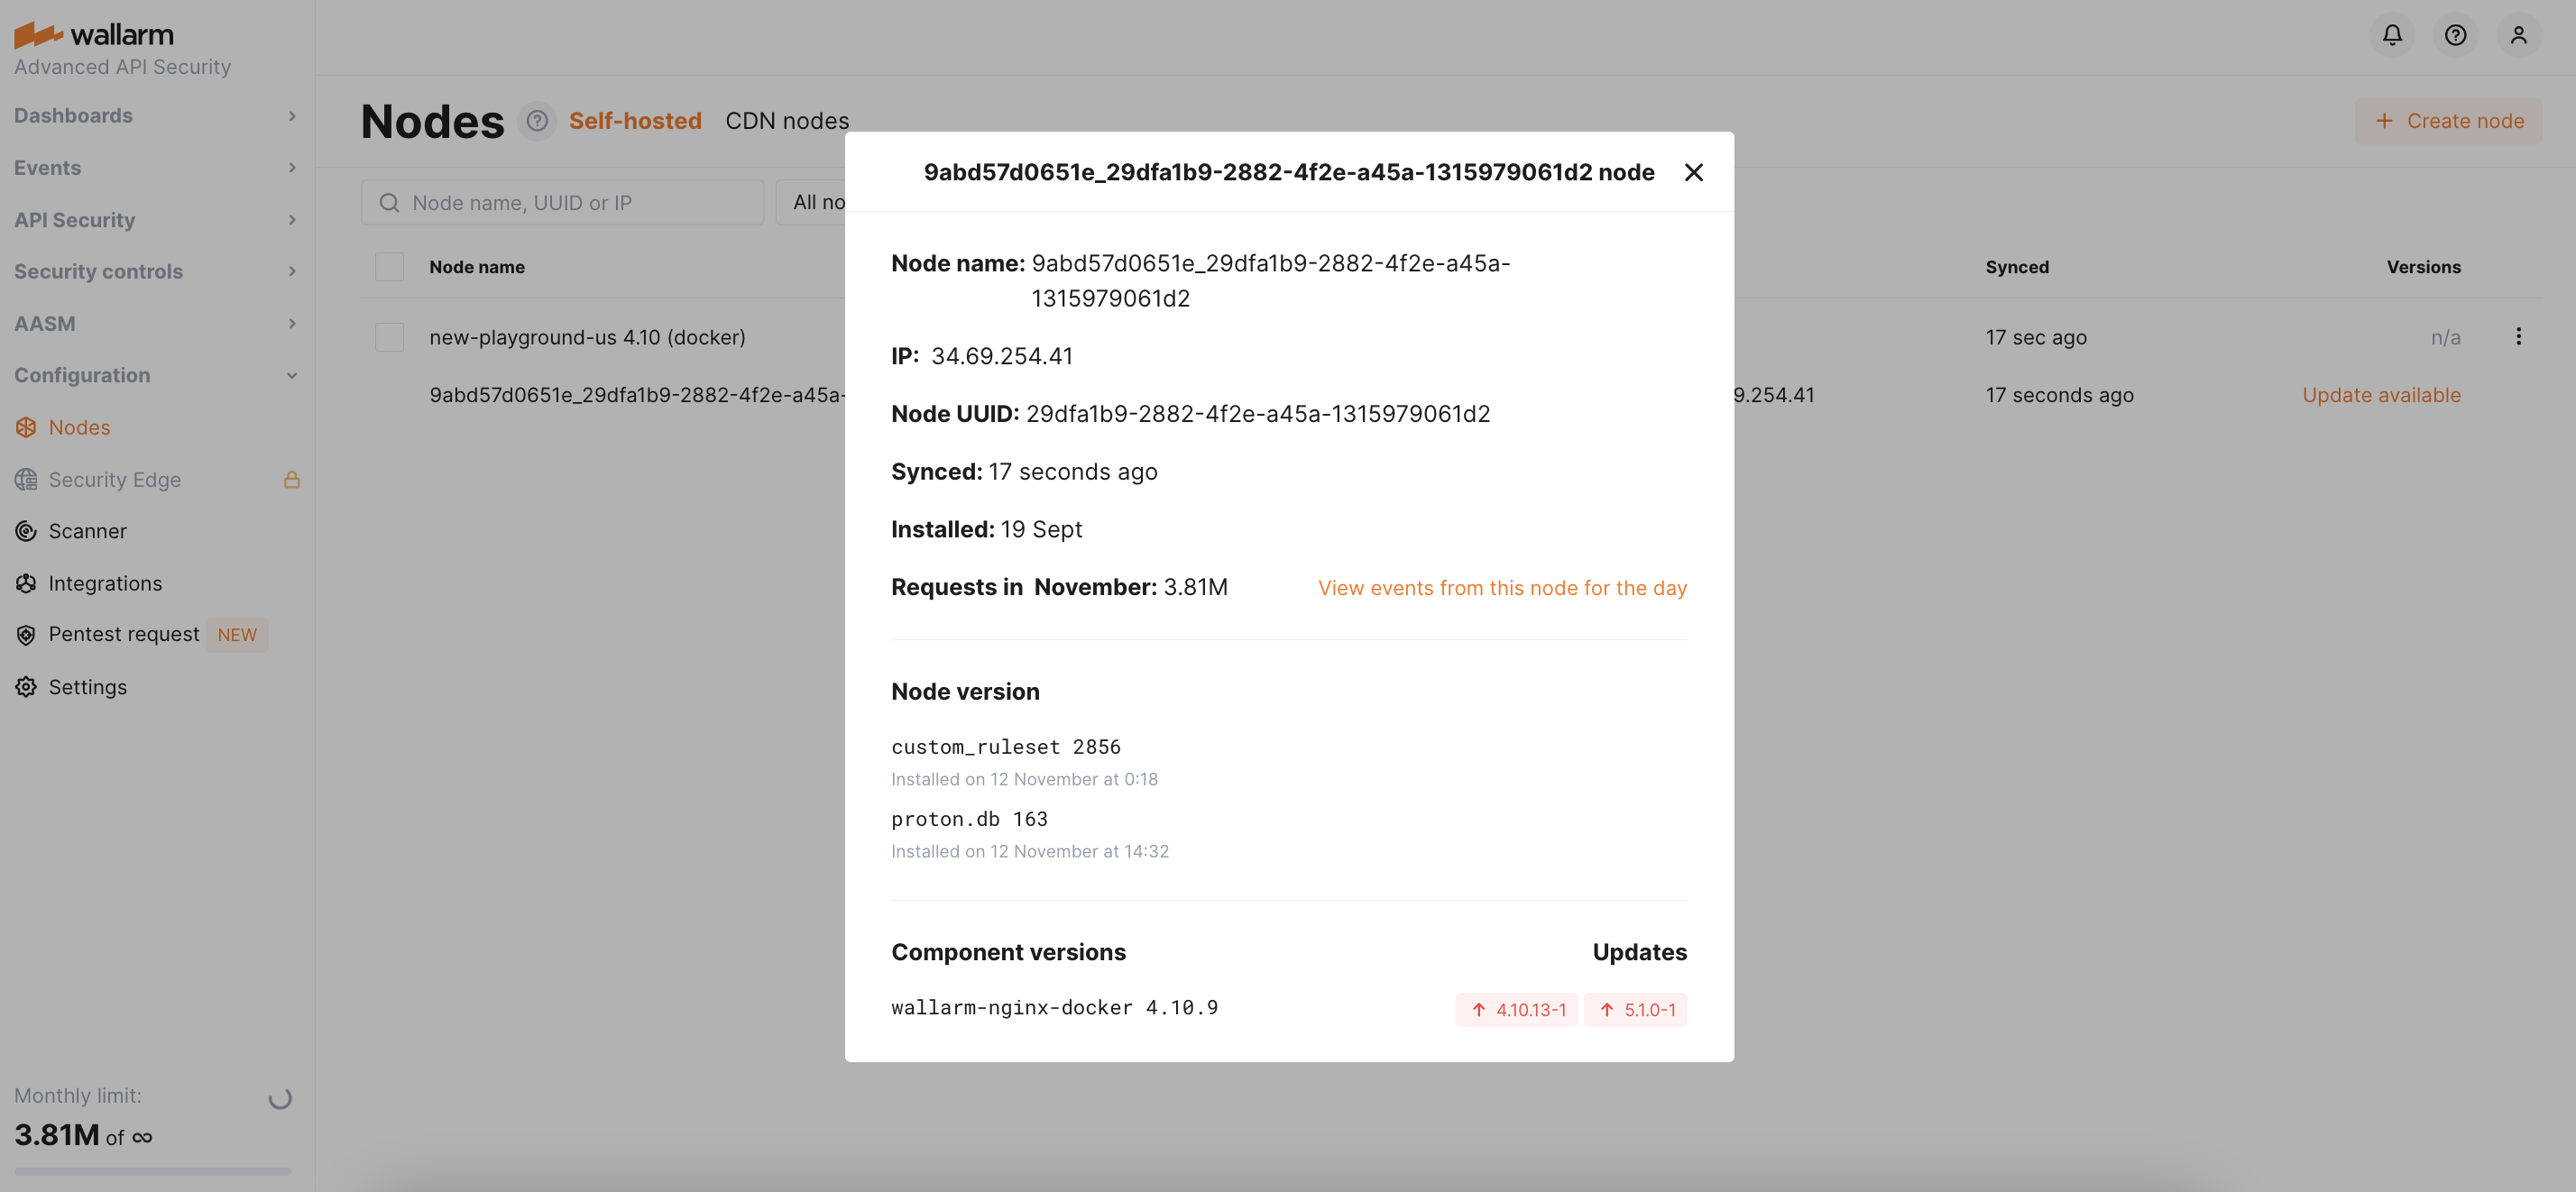 wallarm
Advanced API Security
Dashboards
Events
API Security
Security controls
AASM
Configuration
Nodes
Security Edge
Scanner
Integrations
Pentest request NEW
Settings
Monthly limit:
3.81M of ∞
Nodes ? Self-hosted CDN nodes
+ Create node
Node name, UUID or IP
All no
Node name
Synced
Versions
new-playground-us 4.10 (docker)
17 sec ago
n/a
9abd57d0651e_29dfa1b9-2882-4f2e-a45a-
9.254.41
17 seconds ago
Update available
9abd57d0651e_29dfa1b9-2882-4f2e-a45a-1315979061d2 node
Node name: 9abd57d0651e_29dfa1b9-2882-4f2e-a45a-
1315979061d2
IP: 34.69.254.41
Node UUID: 29dfa1b9-2882-4f2e-a45a-1315979061d2
Synced: 17 seconds ago
Installed: 19 Sept
Requests in November: 3.81M
View events from this node for the day
Node version
custom_ruleset 2856
Installed on 12 November at 0:18
proton.db 163
Installed on 12 November at 14:32
Component versions
Updates
wallarm-nginx-docker 4.10.9
↑ 4.10.13-1
↑ 5.1.0-1